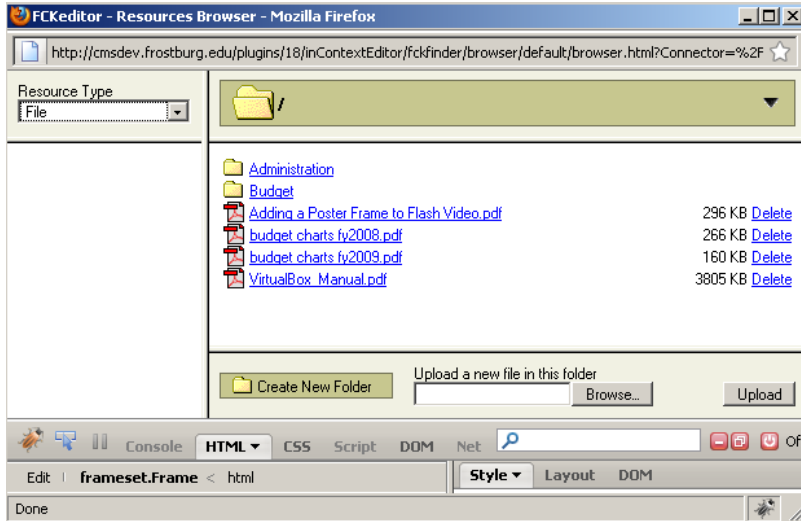 FCKeditor - Resources Browser - Mozilla Firefox
http://cmsdev.frostburg.edu/plugins/18/inContextEditor/fckfinder/browser/default/browser.html?Connector=%2F
Resource Type
File
/
Administration
Budget
Adding a Poster Frame to Flash Video.pdf 296 KB Delete
budget charts fy2008.pdf 266 KB Delete
budget charts fy2009.pdf 160 KB Delete
VirtualBox_Manual.pdf 3805 KB Delete
Create New Folder
Upload a new file in this folder
Browse... Upload
Console HTML CSS Script DOM Net Of
Edit frameset.Frame < html Style Layout DOM
Done